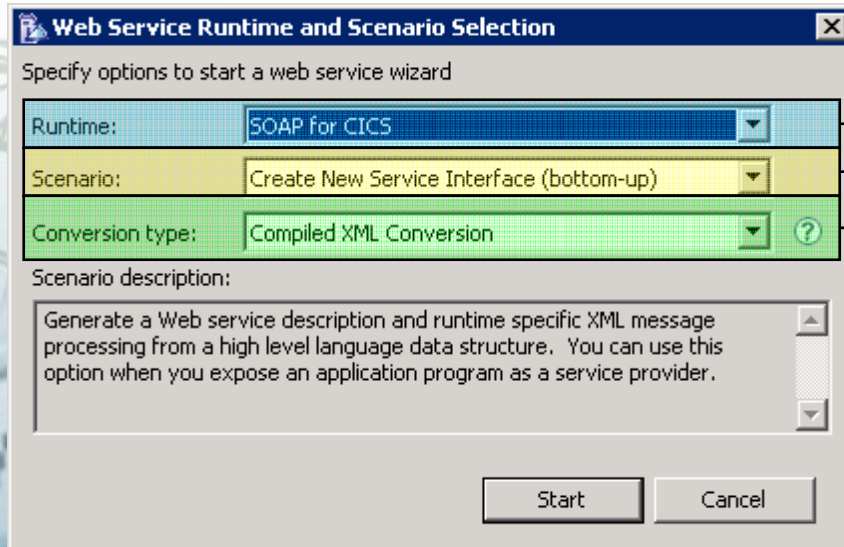 Web Service Runtime and Scenario Selection
Specify options to start a web service wizard
Runtime: SOAP for CICS
Scenario: Create New Service Interface (bottom-up)
Conversion type: Compiled XML Conversion
Scenario description:
Generate a Web service description and runtime specific XML message
processing from a high level language data structure.  You can use this
option when you expose an application program as a service provider.
Start Cancel